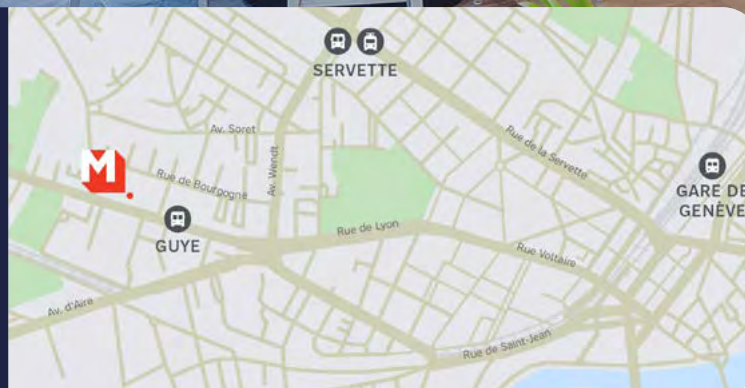 SERVETTE
Av. Soret
Rue de la Servette
Av. Wendt
M
Rue de Bourgogne
GARE DE
GENÈVE
GUYE
Rue de Lyon
Rue Voltaire
Av. d'Aire
Rue de Saint-Jean